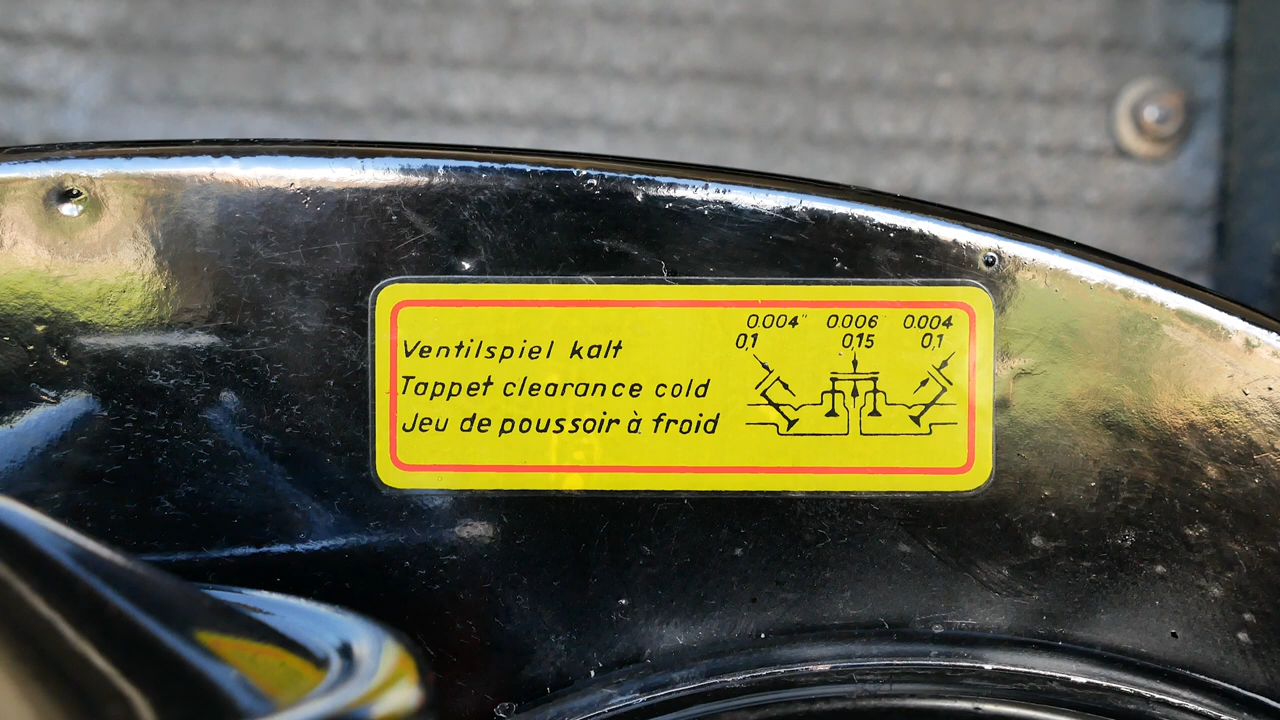 Ventilspiel kalt
Tappet clearance cold
Jeu de poussoir à froid
0.004" 0.006 0.004
0,1 0,15 0,1